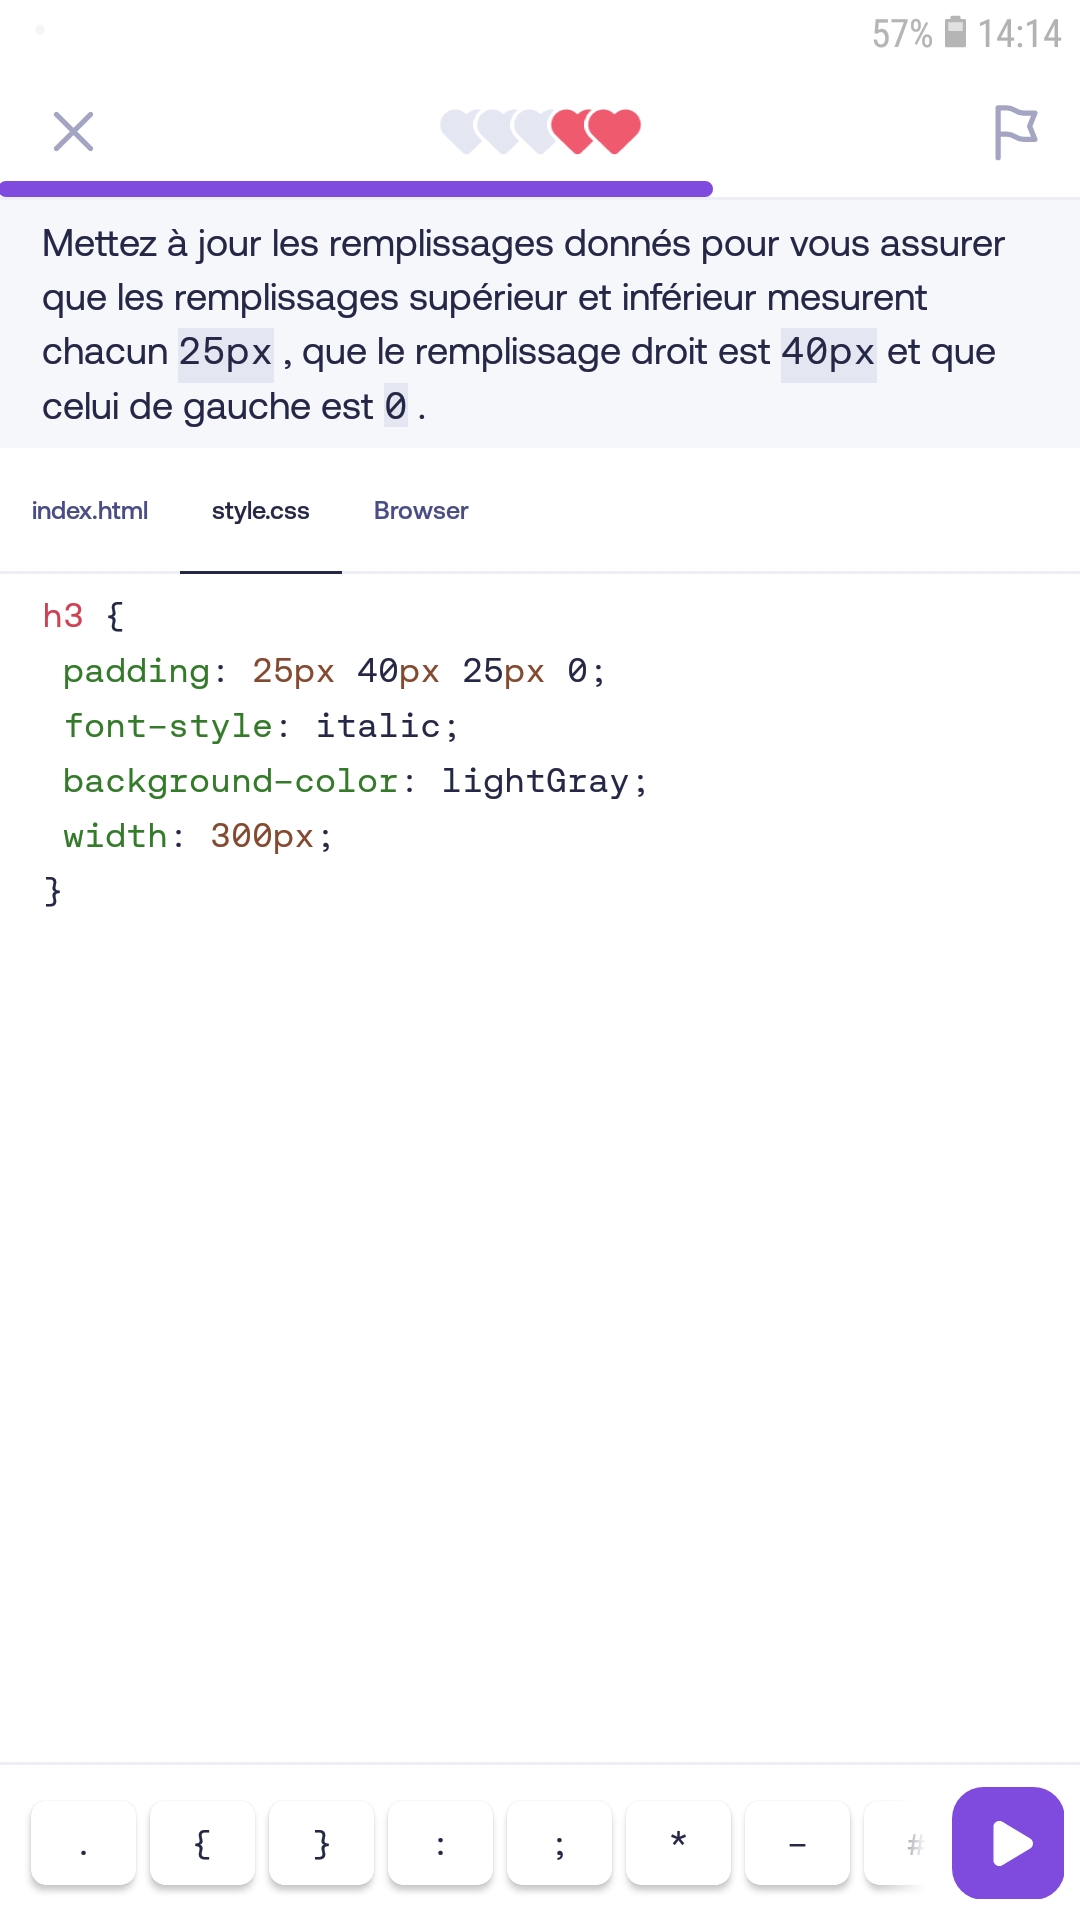 57% 14:14
Mettez à jour les remplissages donnés pour vous assurer
que les remplissages supérieur et inférieur mesurent
chacun 25px , que le remplissage droit est 40px et que
celui de gauche est 0 .
index.html style.css Browser
h3 {
padding: 25px 40px 25px 0;
font-style: italic;
background-color: lightGray;
width: 300px;
}
. { } : ; * - #